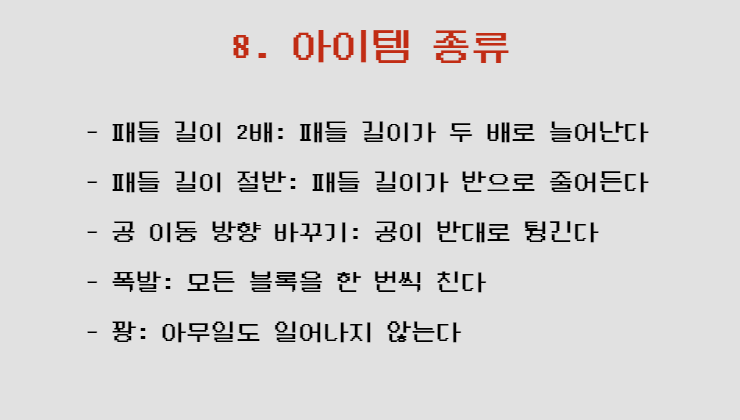 8. 아이템 종류
- 패들 길이 2배: 패들 길이가 두 배로 늘어난다
- 패들 길이 절반: 패들 길이가 반으로 줄어든다
- 공 이동 방향 바꾸기: 공이 반대로 튕긴다
- 폭발: 모든 블록을 한 번씩 친다
- 꽝: 아무일도 일어나지 않는다